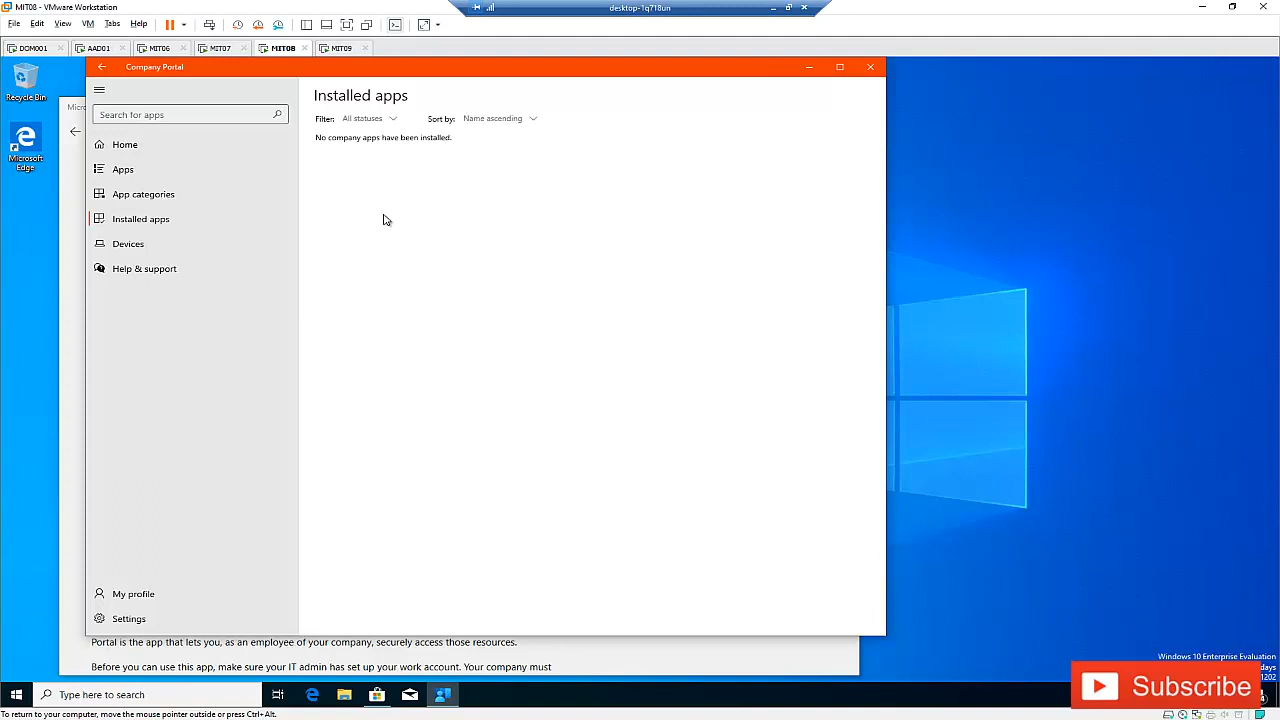 MIT08 - VMware Workstation
desktop-1q718un
File Edit View VM Tabs Help
DOM001 AAD01 MIT06 MIT07 MIT08 MIT09
Recycle Bin
Microsoft Edge
Micro
Company Portal
Search for apps
Home
Apps
App categories
Installed apps
Devices
Help & support
My profile
Settings
Installed apps
Filter: All statuses Sort by: Name ascending
No company apps have been installed.
Portal is the app that lets you, as an employee of your company, securely access those resources.
Before you can use this app, make sure your IT admin has set up your work account. Your company must
Windows 10 Enterprise Evaluation
days
1202
Subscribe
Type here to search
To return to your computer, move the mouse pointer outside or press Ctrl+Alt.